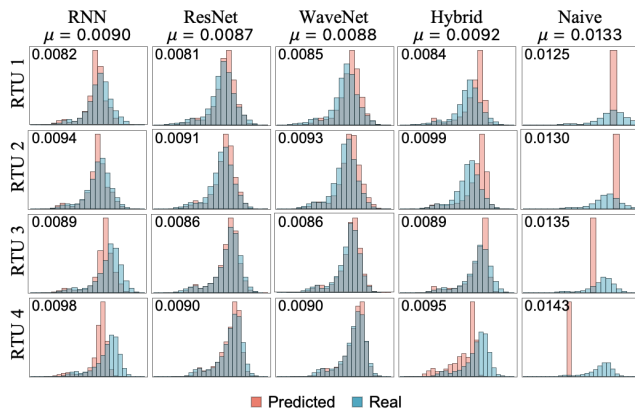 RNN ResNet WaveNet Hybrid Naive
μ = 0.0090 μ = 0.0087 μ = 0.0088 μ = 0.0092 μ = 0.0133
RTU 1 0.0082 0.0081 0.0085 0.0084 0.0125
RTU 2 0.0094 0.0091 0.0093 0.0099 0.0130
RTU 3 0.0089 0.0086 0.0086 0.0089 0.0135
RTU 4 0.0098 0.0090 0.0090 0.0095 0.0143
Predicted Real